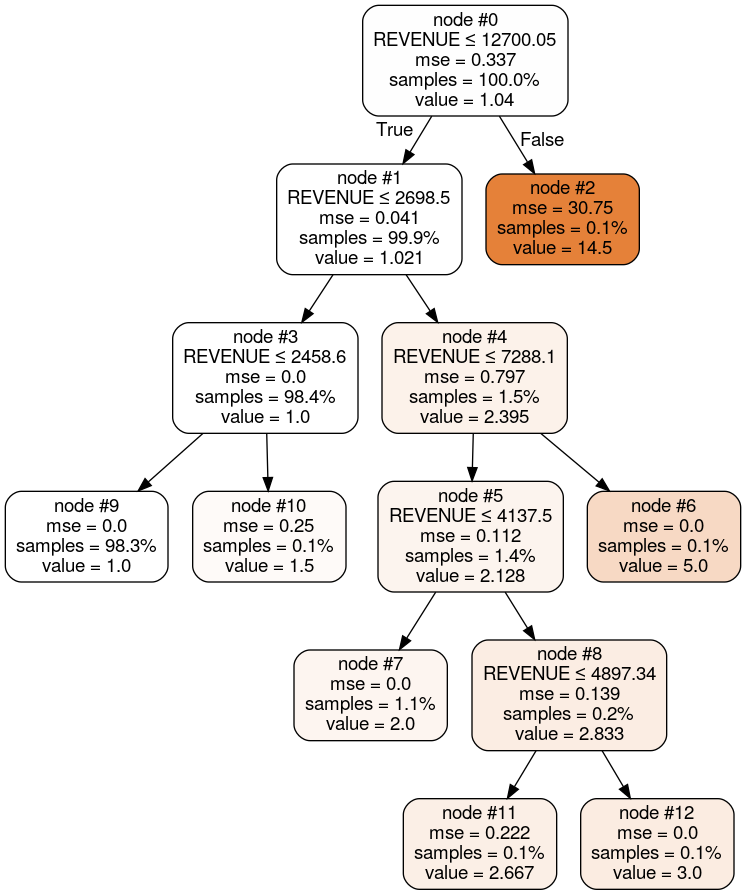 node #0
REVENUE ≤ 12700.05
mse = 0.337
samples = 100.0%
value = 1.04
True
False
node #1
REVENUE ≤ 2698.5
mse = 0.041
samples = 99.9%
value = 1.021
node #2
mse = 30.75
samples = 0.1%
value = 14.5
node #3
REVENUE ≤ 2458.6
mse = 0.0
samples = 98.4%
value = 1.0
node #4
REVENUE ≤ 7288.1
mse = 0.797
samples = 1.5%
value = 2.395
node #9
mse = 0.0
samples = 98.3%
value = 1.0
node #10
mse = 0.25
samples = 0.1%
value = 1.5
node #5
REVENUE ≤ 4137.5
mse = 0.112
samples = 1.4%
value = 2.128
node #6
mse = 0.0
samples = 0.1%
value = 5.0
node #7
mse = 0.0
samples = 1.1%
value = 2.0
node #8
REVENUE ≤ 4897.34
mse = 0.139
samples = 0.2%
value = 2.833
node #11
mse = 0.222
samples = 0.1%
value = 2.667
node #12
mse = 0.0
samples = 0.1%
value = 3.0